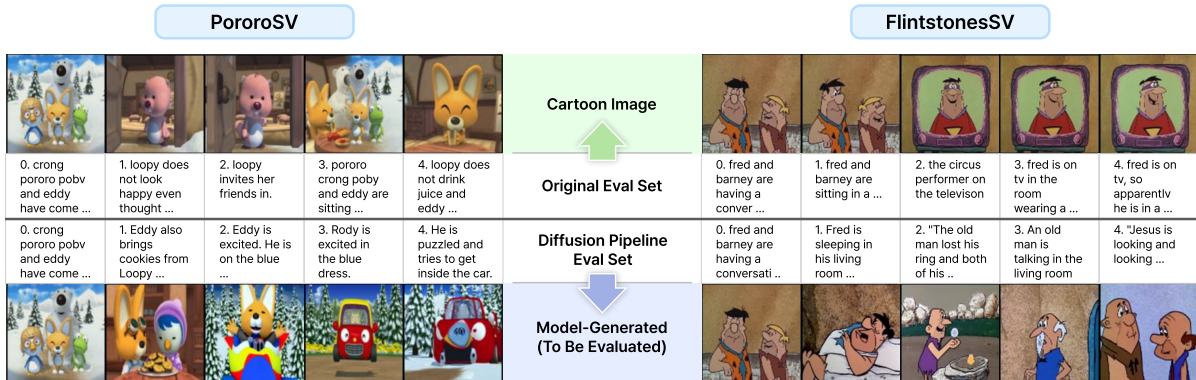 PororoSV
FlintstonesSV
Cartoon Image
0. crong
pororo pobv
and eddy
have come ...
1. loopy does
not look
happy even
thought ...
2. loopy
invites her
friends in.
3. pororo
crong poby
and eddy are
sitting ...
4. loopy does
not drink
juice and
eddy ...
Original Eval Set
0. fred and
barney are
having a
conver ...
1. fred and
barney are
sitting in a ...
2. the circus
performer on
the televison
3. fred is on
tv in the
room
wearing a ...
4. fred is on
tv, so
apparentlv
he is in a ...
0. crong
pororo pobv
and eddy
have come ...
1. Eddy also
brings
cookies from
Loopy ...
2. Eddy is
excited. He is
on the blue
...
3. Rody is
excited in
the blue
dress.
4. He is
puzzled and
tries to get
inside the car.
Diffusion Pipeline
Eval Set
0. fred and
barney are
having a
conversati ..
1. Fred is
sleeping in
his living
room ...
2. "The old
man lost his
ring and both
of his ..
3. An old
man is
talking in the
living room
4. "Jesus is
looking and
looking ...
Model-Generated
(To Be Evaluated)